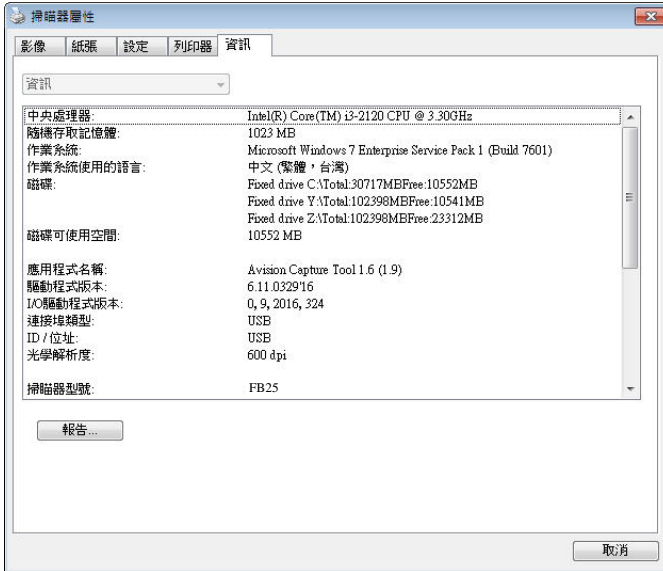 掃瞄器屬性
影像 紙張 設定 列印器 資訊
資訊
中央處理器: Intel(R) Core(TM) i3-2120 CPU @ 3.30GHz
隨機存取記憶體: 1023 MB
作業系統: Microsoft Windows 7 Enterprise Service Pack 1 (Build 7601)
作業系統使用的語言: 中文 (繁體,台灣)
磁碟: Fixed drive C:\Total:30717MBFree:10552MB
Fixed drive Y:\Total:102398MBFree:10541MB
Fixed drive Z:\Total:102398MBFree:23312MB
磁碟可使用空間: 10552 MB
應用程式名稱: Avision Capture Tool 1.6 (1.9)
驅動程式版本: 6.11.0329'16
I/O驅動程式版本: 0, 9, 2016, 324
連接埠類型: USB
ID / 位址: USB
光學解析度: 600 dpi
掃瞄器型號: FB25
報告...
取消